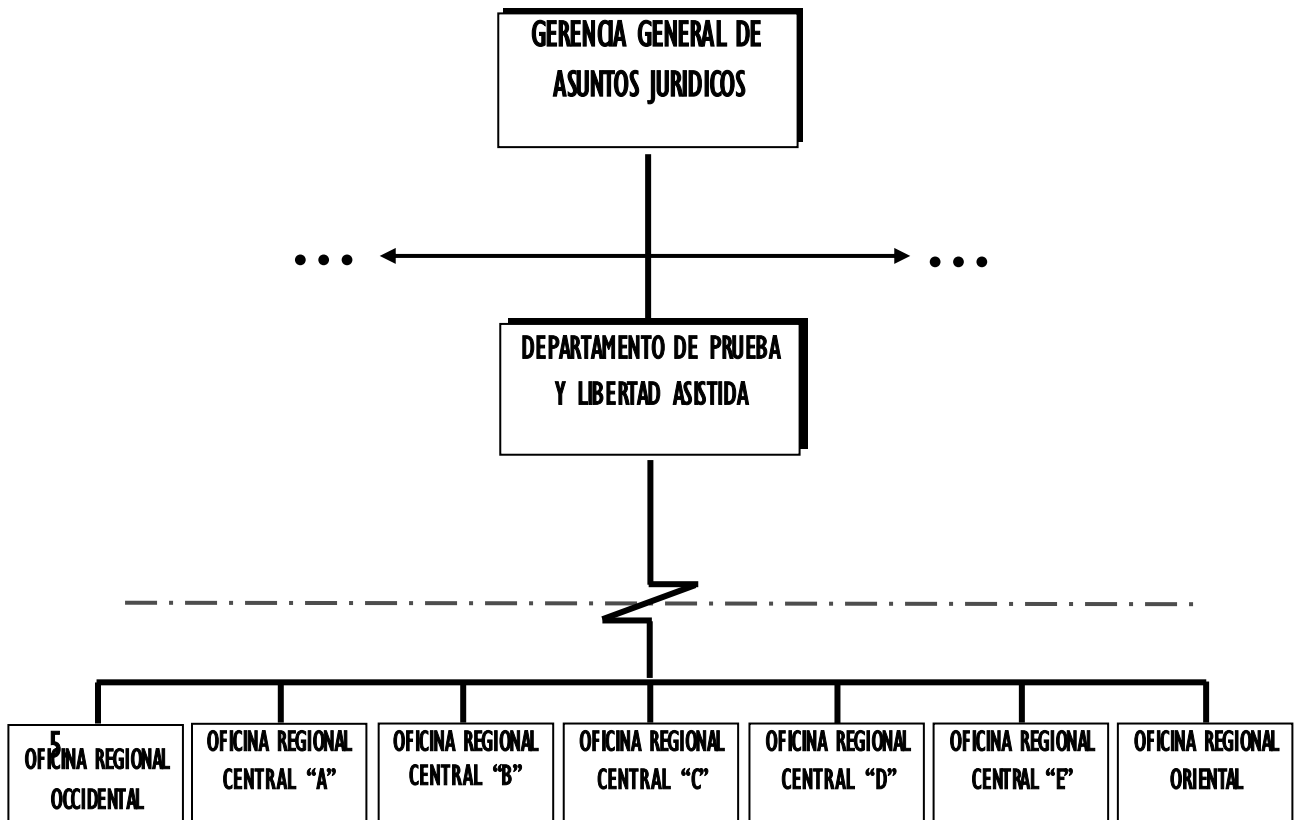 GERENCIA GENERAL DE
ASUNTOS JURIDICOS
... ...
DEPARTAMENTO DE PRUEBA
Y LIBERTAD ASISTIDA
5
OFICINA REGIONAL
OCCIDENTAL
OFICINA REGIONAL
CENTRAL “A”
OFICINA REGIONAL
CENTRAL “B”
OFICINA REGIONAL
CENTRAL “C”
OFICINA REGIONAL
CENTRAL “D”
OFICINA REGIONAL
CENTRAL “E”
OFICINA REGIONAL
ORIENTAL